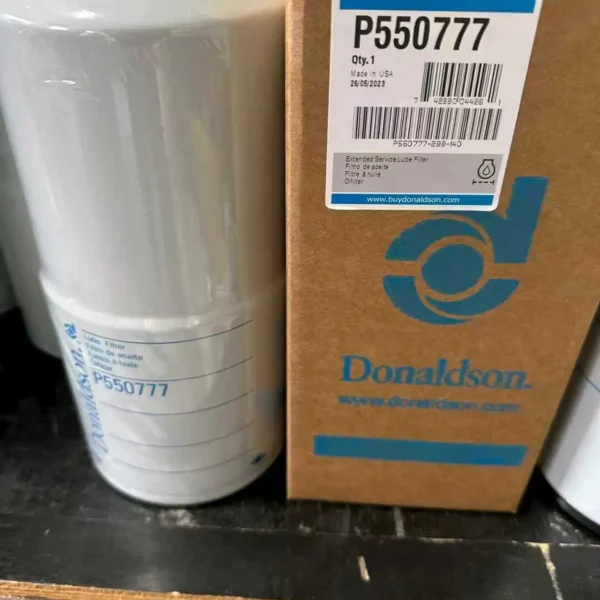 P550777
Qty. 1
Made in USA
26/06/2023
7 42330 04426 1
P550777-299-140
Extended Service Lube Filter
Filtro de aceite
Filtre à huile
Ölfilter
www.buydonaldson.com
Donaldson.
www.donaldson.com
Donaldson.
Lube Filter
Filtro de aceite
Filtre à huile
Ölfilter
P550777